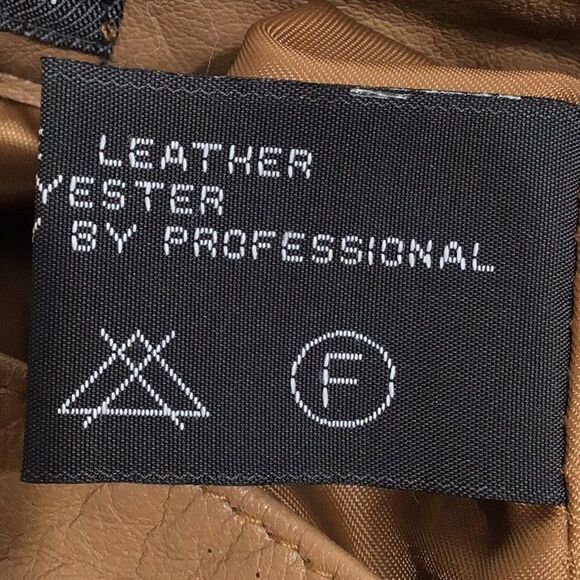 LEATHER
YESTER
BY PROFESSIONAL
F